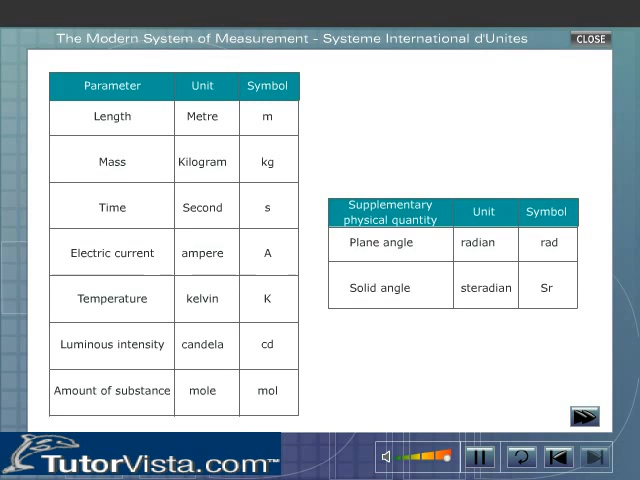 The Modern System of Measurement - Systeme International d'Unites
CLOSE
Parameter Unit Symbol
Length Metre m
Mass Kilogram kg
Time Second s
Electric current ampere A
Temperature kelvin K
Luminous intensity candela cd
Amount of substance mole mol
Supplementary
physical quantity Unit Symbol
Plane angle radian rad
Solid angle steradian Sr
TutorVista.com™